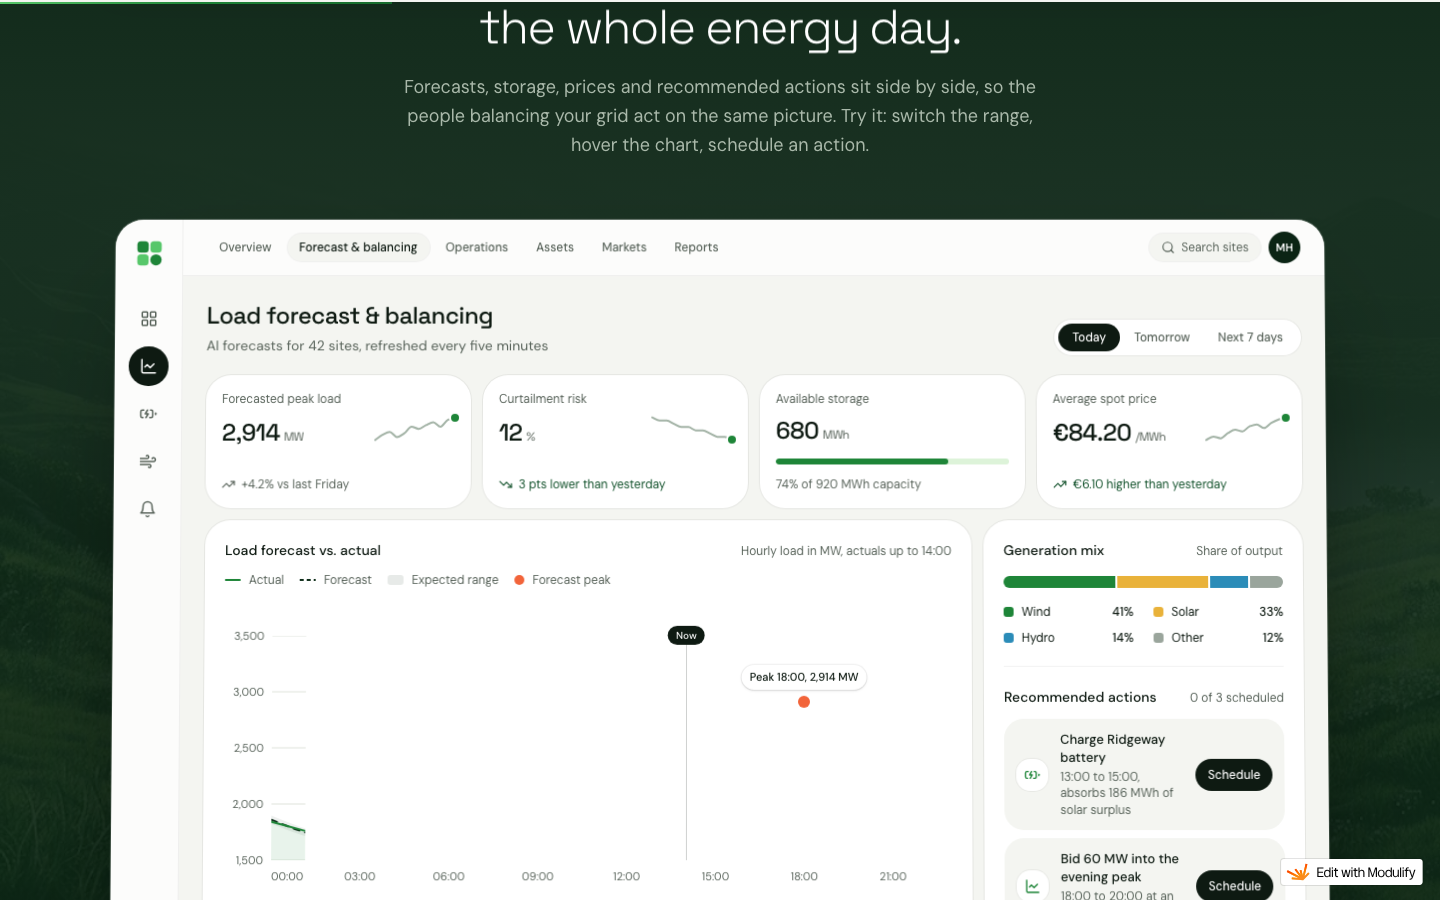 the whole energy day.
Forecasts, storage, prices and recommended actions sit side by side, so the
people balancing your grid act on the same picture. Try it: switch the range,
hover the chart, schedule an action.
Overview
Forecast & balancing
Operations
Assets
Markets
Reports
Search sites
MH
Load forecast & balancing
AI forecasts for 42 sites, refreshed every five minutes
Today
Tomorrow
Next 7 days
Forecasted peak load
2,914 MW
+4.2% vs last Friday
Curtailment risk
12 %
3 pts lower than yesterday
Available storage
680 MWh
74% of 920 MWh capacity
Average spot price
€84.20 /MWh
€6.10 higher than yesterday
Load forecast vs. actual
Hourly load in MW, actuals up to 14:00
Actual
Forecast
Expected range
Forecast peak
3,500
3,000
2,500
2,000
1,500
Now
Peak 18:00, 2,914 MW
00:00
03:00
06:00
09:00
12:00
15:00
18:00
21:00
Generation mix
Share of output
Wind 41%
Solar 33%
Hydro 14%
Other 12%
Recommended actions
0 of 3 scheduled
Charge Ridgeway
battery
13:00 to 15:00,
absorbs 186 MWh of
solar surplus
Schedule
Bid 60 MW into the
evening peak
18:00 to 20:00 at an
Schedule
Edit with Modulify